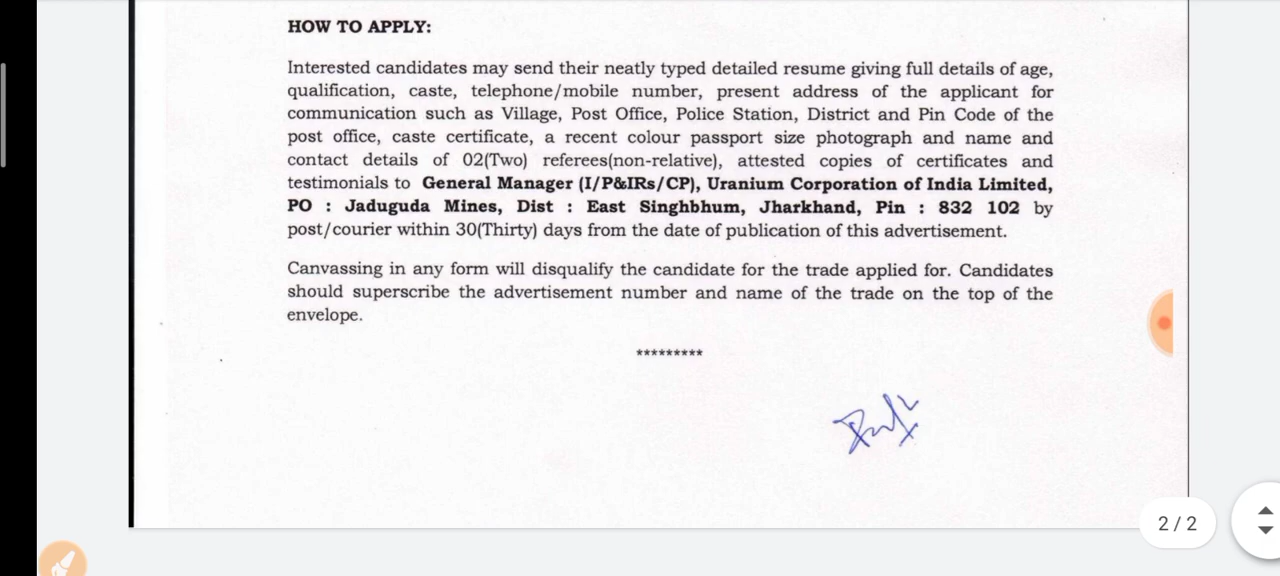 HOW TO APPLY:
Interested candidates may send their neatly typed detailed resume giving full details of age,
qualification, caste, telephone/mobile number, present address of the applicant for
communication such as Village, Post Office, Police Station, District and Pin Code of the
post office, caste certificate, a recent colour passport size photograph and name and
contact details of 02(Two) referees(non-relative), attested copies of certificates and
testimonials to General Manager (I/P&IRs/CP), Uranium Corporation of India Limited,
PO : Jaduguda Mines, Dist : East Singhbhum, Jharkhand, Pin : 832 102 by
post/courier within 30(Thirty) days from the date of publication of this advertisement.
Canvassing in any form will disqualify the candidate for the trade applied for. Candidates
should superscribe the advertisement number and name of the trade on the top of the
envelope.
*********
2 / 2